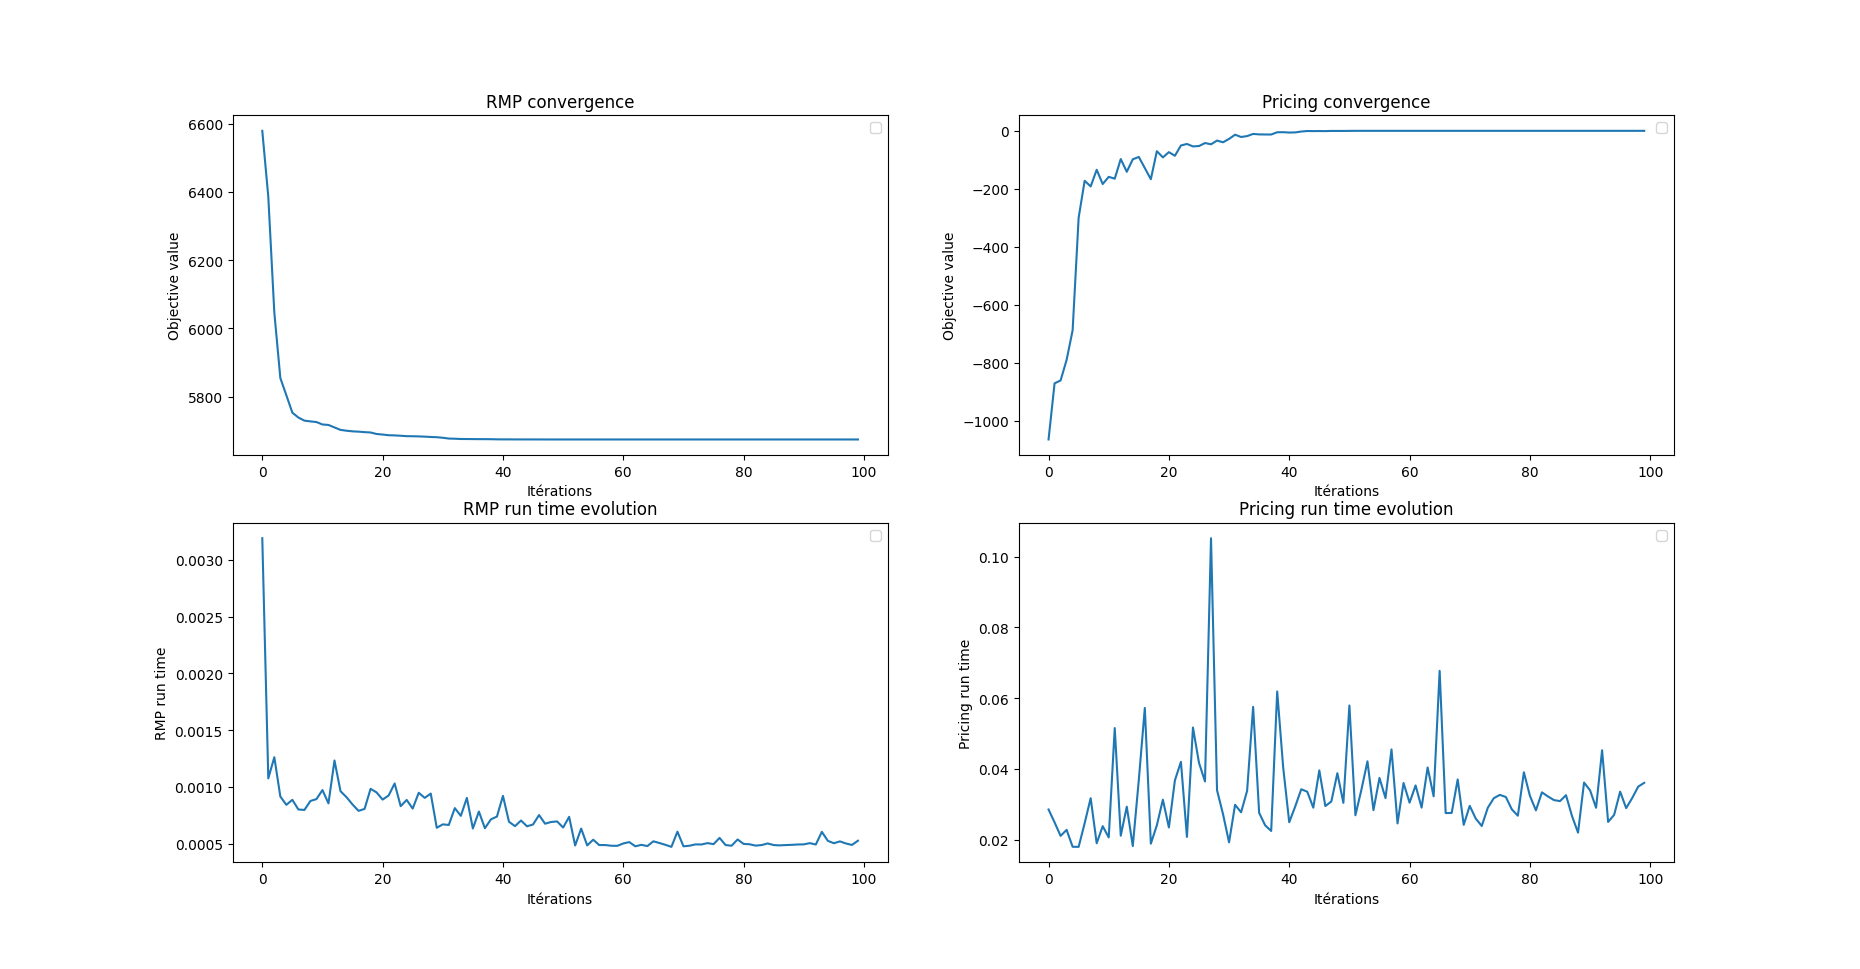 RMP convergence
Objective value
6600
6400
6200
6000
5800
0 20 40 60 80 100
Itérations
Pricing convergence
Objective value
0
−200
−400
−600
−800
−1000
0 20 40 60 80 100
Itérations
RMP run time evolution
RMP run time
0.0030
0.0025
0.0020
0.0015
0.0010
0.0005
0 20 40 60 80 100
Itérations
Pricing run time evolution
Pricing run time
0.10
0.08
0.06
0.04
0.02
0 20 40 60 80 100
Itérations